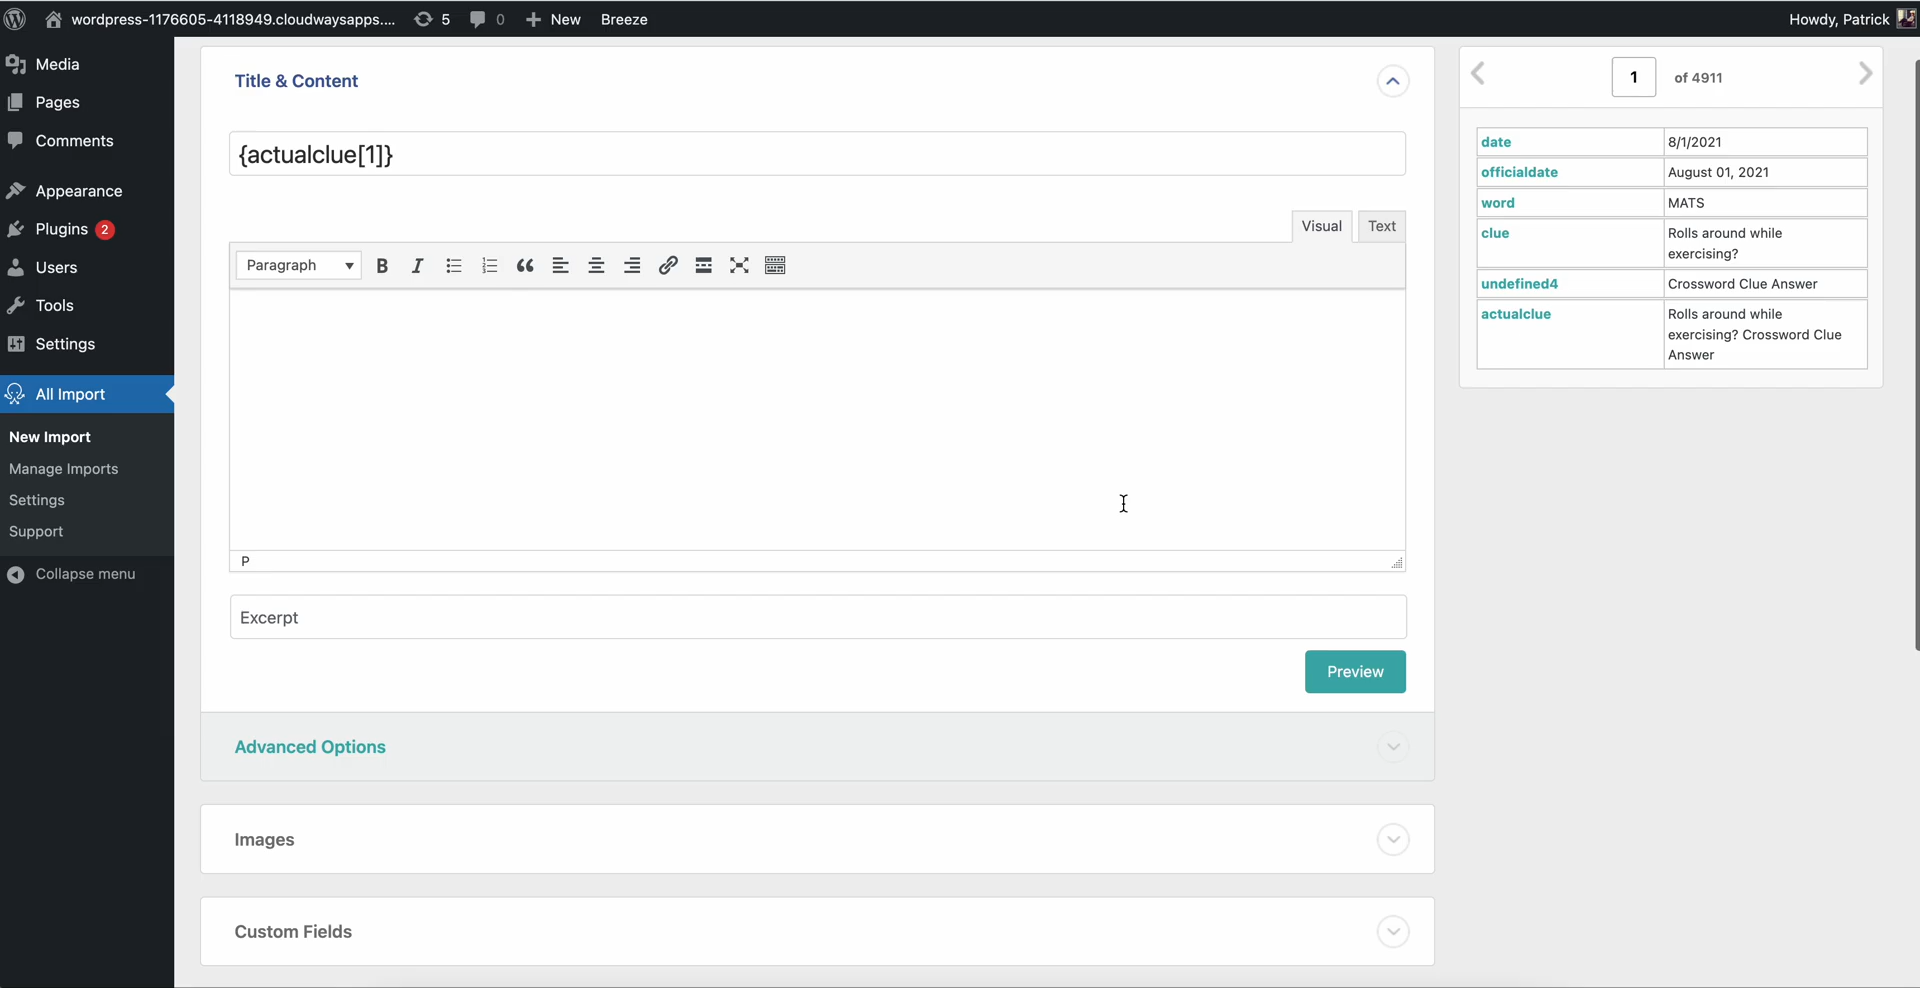 wordpress-1176605-4118949.cloudwaysapps....
5
0
New
Breeze
Howdy, Patrick
Media
Pages
Comments
Appearance
Plugins 2
Users
Tools
Settings
All Import
New Import
Manage Imports
Settings
Support
Collapse menu
Title & Content
{actualclue[1]}
Visual
Text
Paragraph
B
I
P
Excerpt
Preview
Advanced Options
Images
Custom Fields
1 of 4911
date 8/1/2021
officialdate August 01, 2021
word MATS
clue Rolls around while
exercising?
undefined4 Crossword Clue Answer
actualclue Rolls around while
exercising? Crossword Clue
Answer